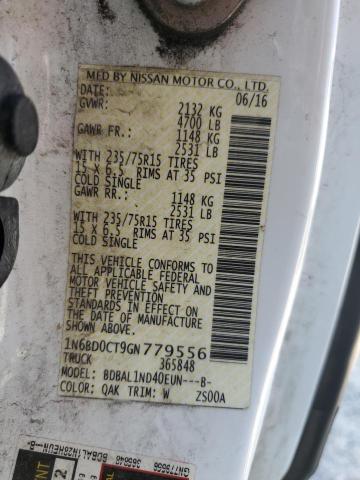 MFD BY NISSAN MOTOR CO., LTD.
DATE: 06/16
GVWR: 2132 KG
4700 LB
GAWR FR.: 1148 KG
2531 LB
WITH 235/75R15 TIRES
15 X 6.5 RIMS AT 35 PSI
COLD SINGLE
GAWR RR.: 1148 KG
2531 LB
WITH 235/75R15 TIRES
15 X 6.5 RIMS AT 35 PSI
COLD SINGLE
THIS VEHICLE CONFORMS TO
ALL APPLICABLE FEDERAL
MOTOR VEHICLE SAFETY
STANDARDS IN EFFECT ON
THE DATE OF MANUFACTURE
SHOWN ABOVE.
1N6BD0CT9GN779556
TRUCK 365848
MODEL: BDBAL1ND40EUN---B-
COLOR: QAK TRIM: W ZS00A
GN779556
365848